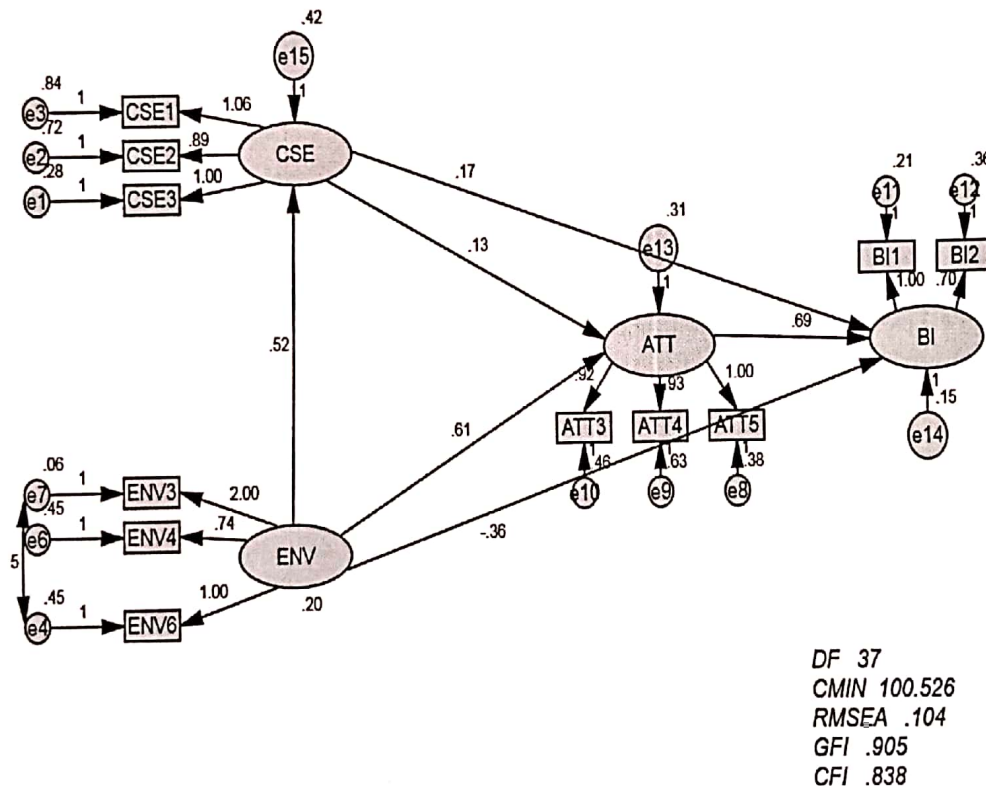 .42
e15
1
.84
e3
1
CSE1
1.06
.72
e2
1
CSE2
.89
CSE
.28
e1
1
CSE3
1.00
.17
.21
e11
1
.36
e12
1
.31
e13
1
.13
BI1
BI2
1.00
.70
.52
ATT
.69
BI
.92
.93
1.00
1
.15
e14
.61
ATT3
ATT4
ATT5
1
.46
.63
1
.38
e10
e9
e8
.06
e7
1
ENV3
2.00
.45
e6
1
ENV4
.74
-.36
5
ENV
.45
e4
1
ENV6
1.00
.20
DF 37
CMIN 100.526
RMSEA .104
GFI .905
CFI .838